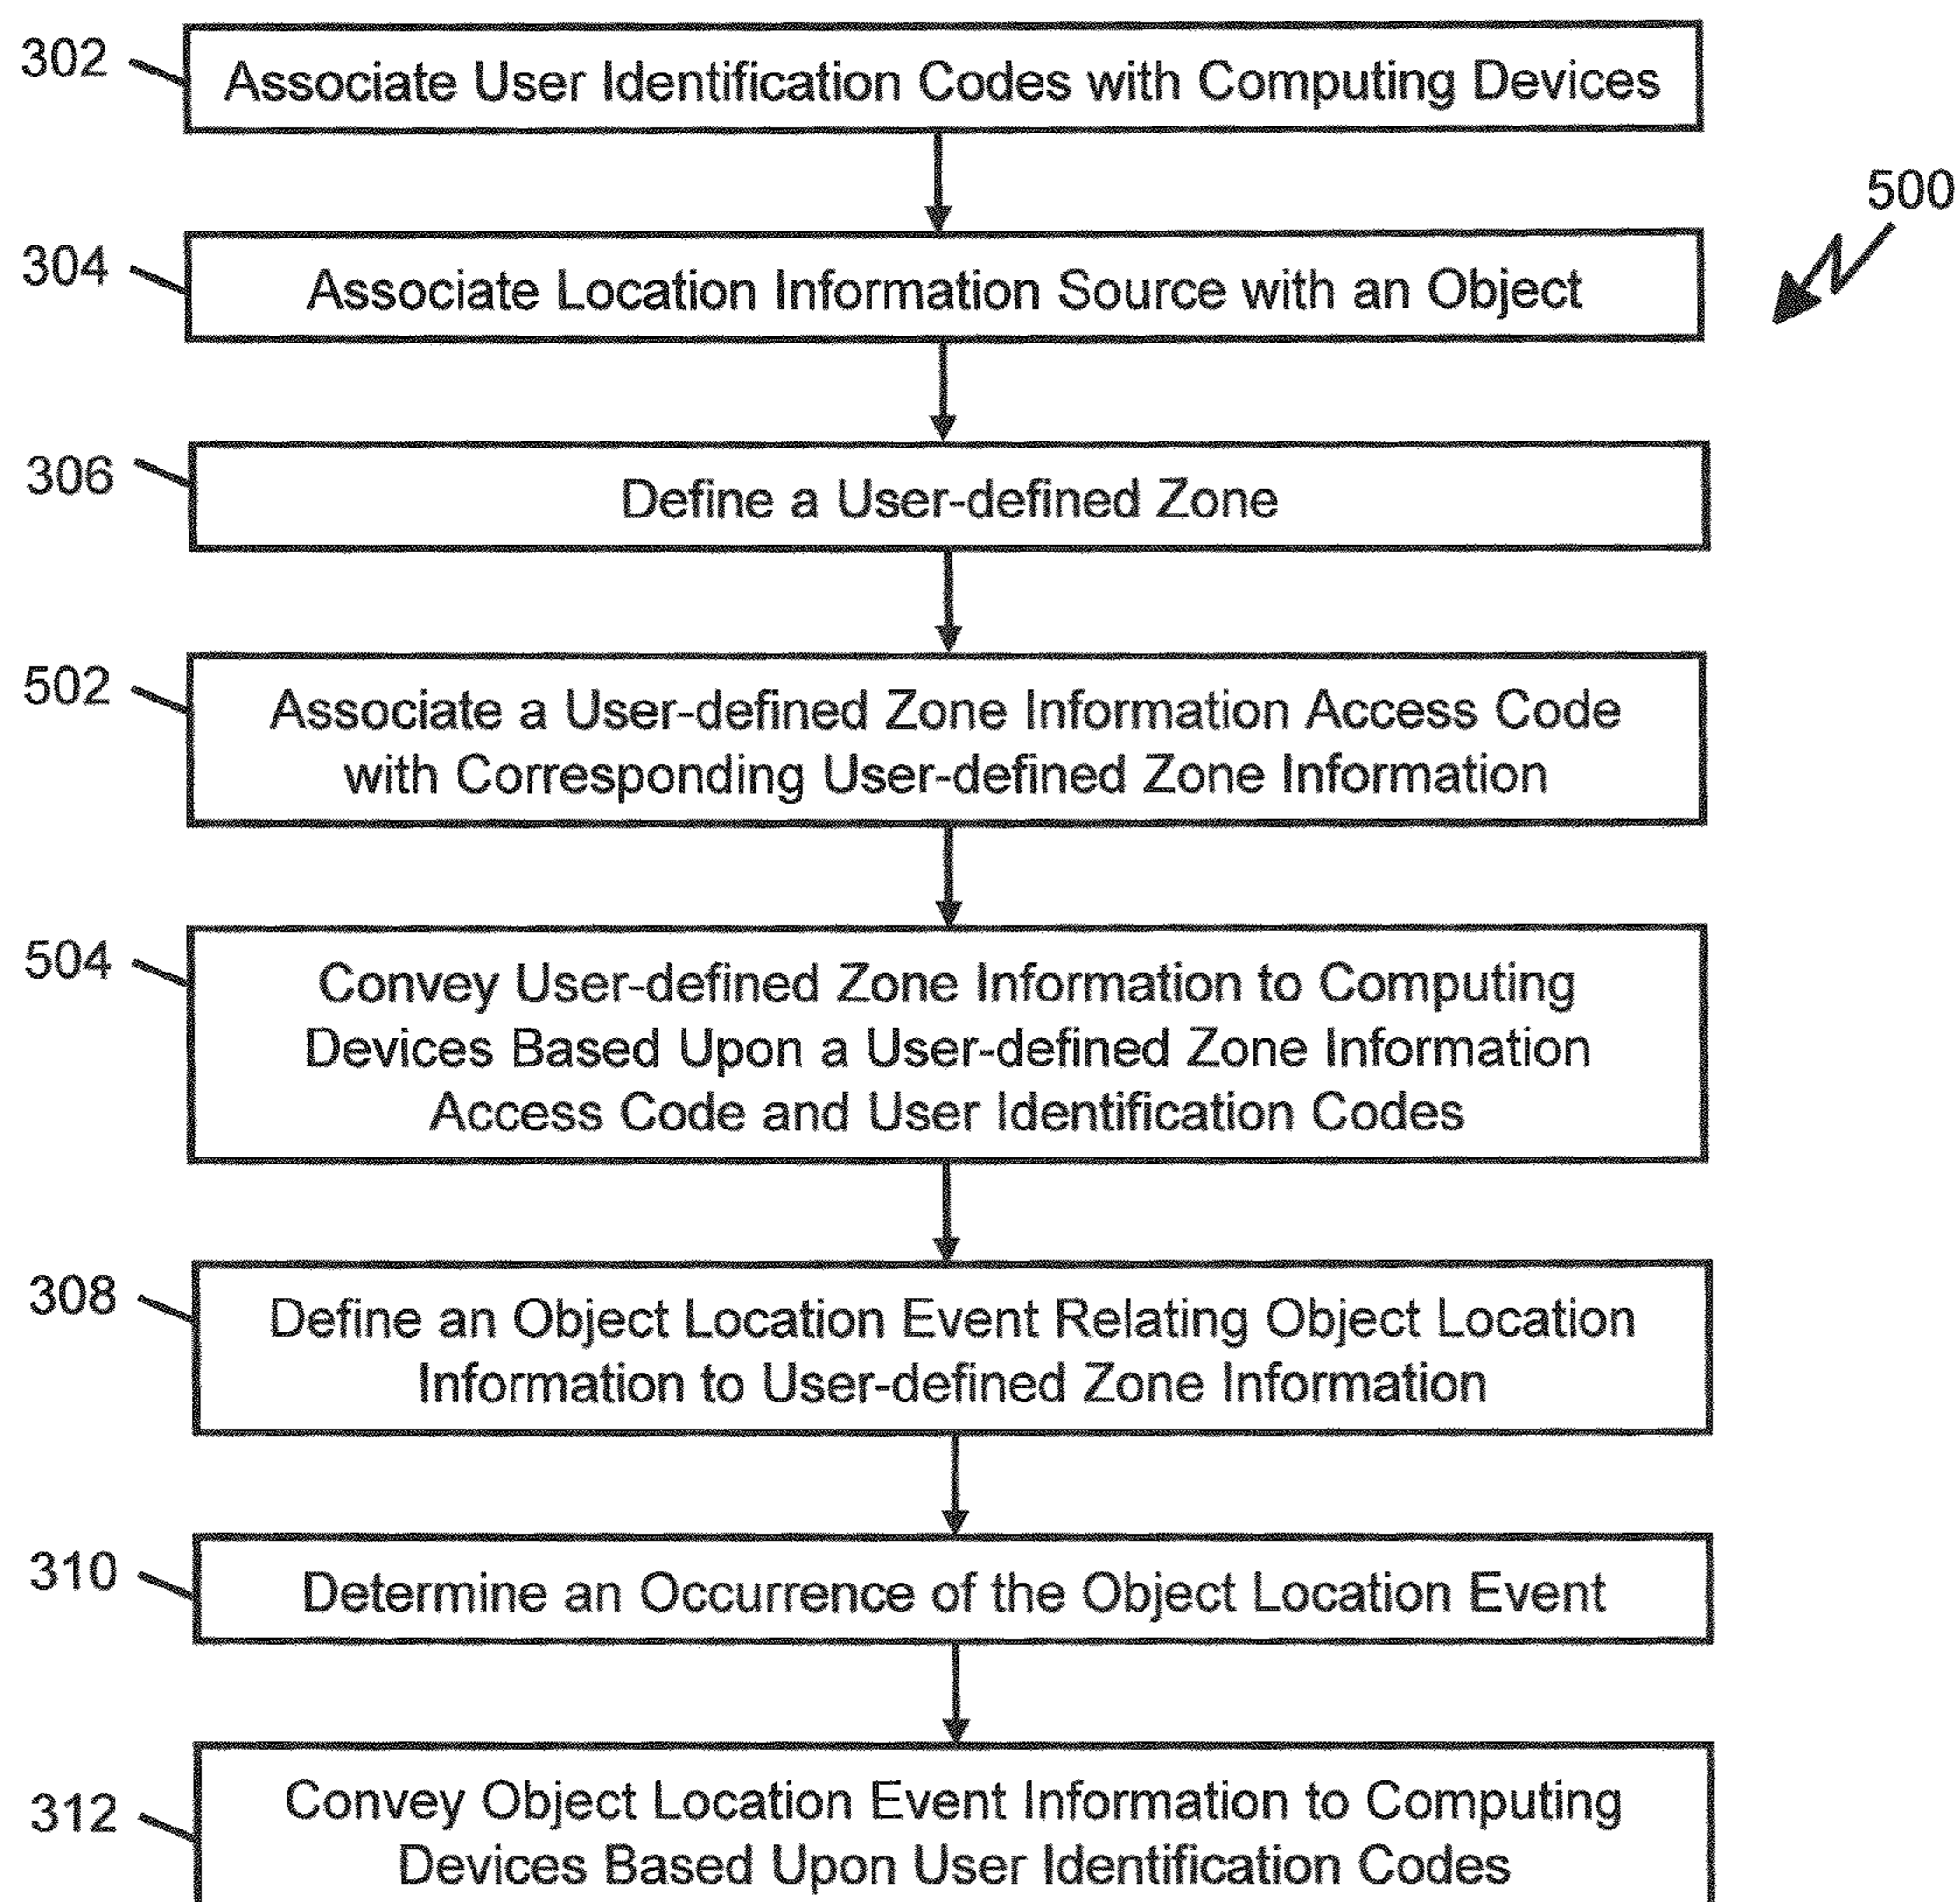 302
Associate User Identification Codes with Computing Devices
500
304
Associate Location Information Source with an Object
306
Define a User-defined Zone
502
Associate a User-defined Zone Information Access Code
with Corresponding User-defined Zone Information
504
Convey User-defined Zone Information to Computing
Devices Based Upon a User-defined Zone Information
Access Code and User Identification Codes
308
Define an Object Location Event Relating Object Location
Information to User-defined Zone Information
310
Determine an Occurrence of the Object Location Event
312
Convey Object Location Event Information to Computing
Devices Based Upon User Identification Codes